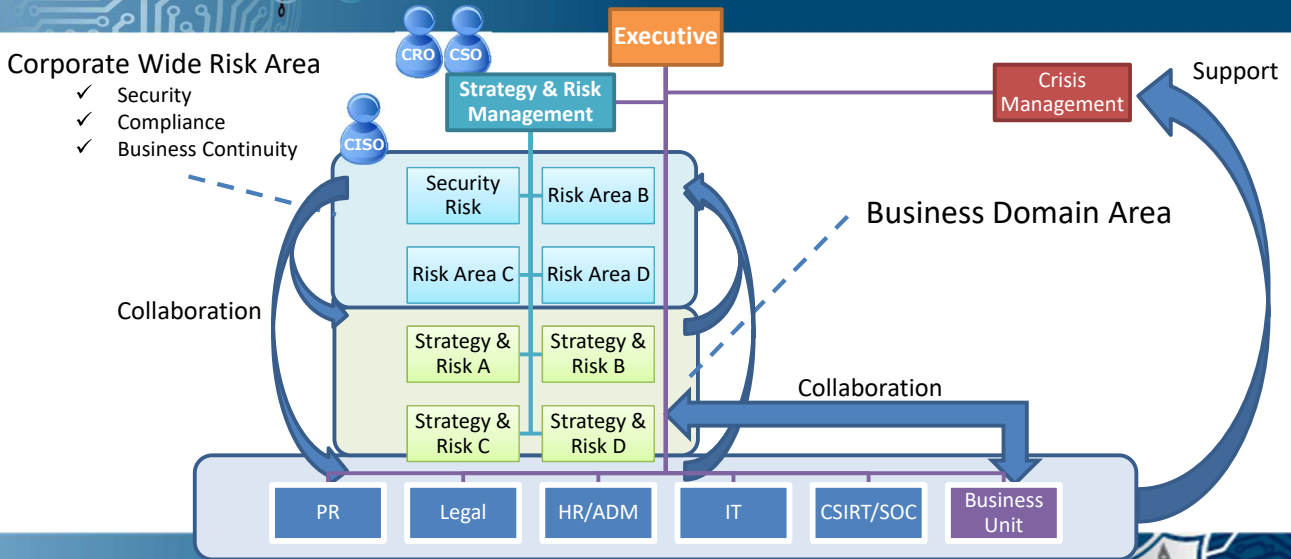 Executive
CRO
CSO
Corporate Wide Risk Area
✓ Security
✓ Compliance
✓ Business Continuity
Strategy & Risk
Management
Crisis
Management
Support
CISO
Security
Risk
Risk Area B
Risk Area C
Risk Area D
Business Domain Area
Collaboration
Strategy &
Risk A
Strategy &
Risk B
Collaboration
Strategy &
Risk C
Strategy &
Risk D
PR
Legal
HR/ADM
IT
CSIRT/SOC
Business
Unit